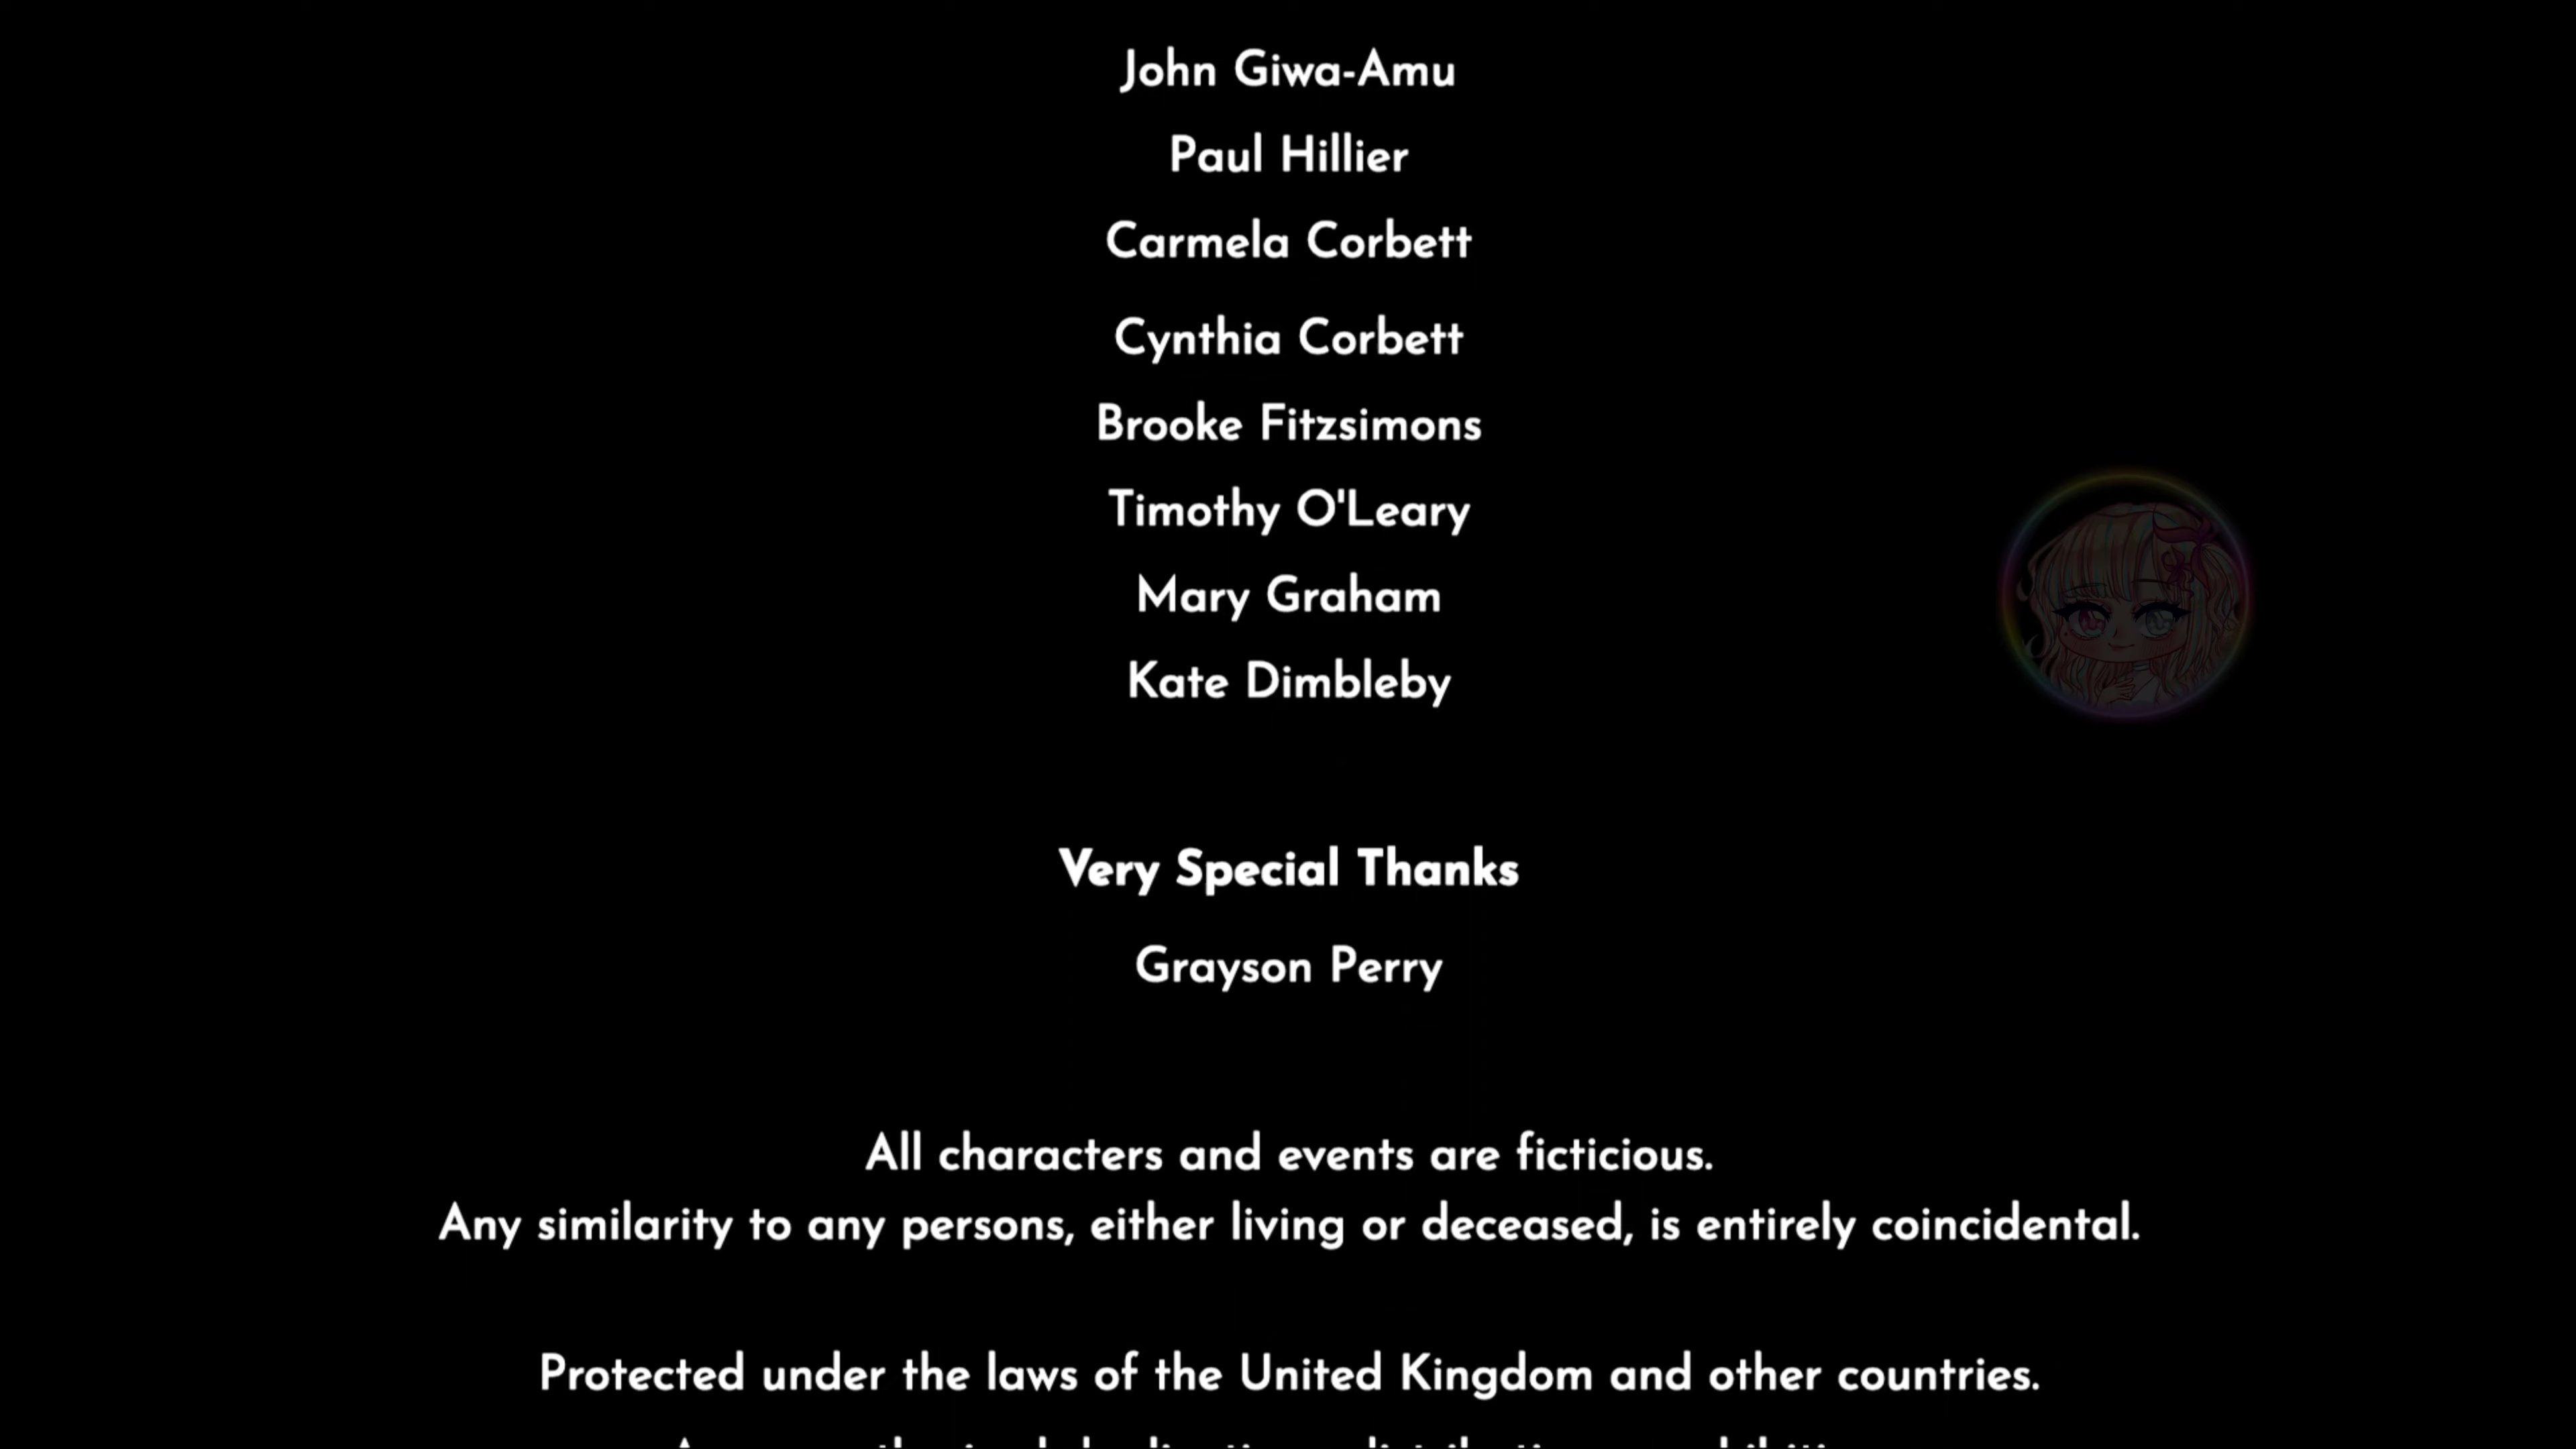 John Giwa-Amu
Paul Hillier
Carmela Corbett
Cynthia Corbett
Brooke Fitzsimons
Timothy O'Leary
Mary Graham
Kate Dimbleby
Very Special Thanks
Grayson Perry
All characters and events are ficticious.
Any similarity to any persons, either living or deceased, is entirely coincidental.
Protected under the laws of the United Kingdom and other countries.